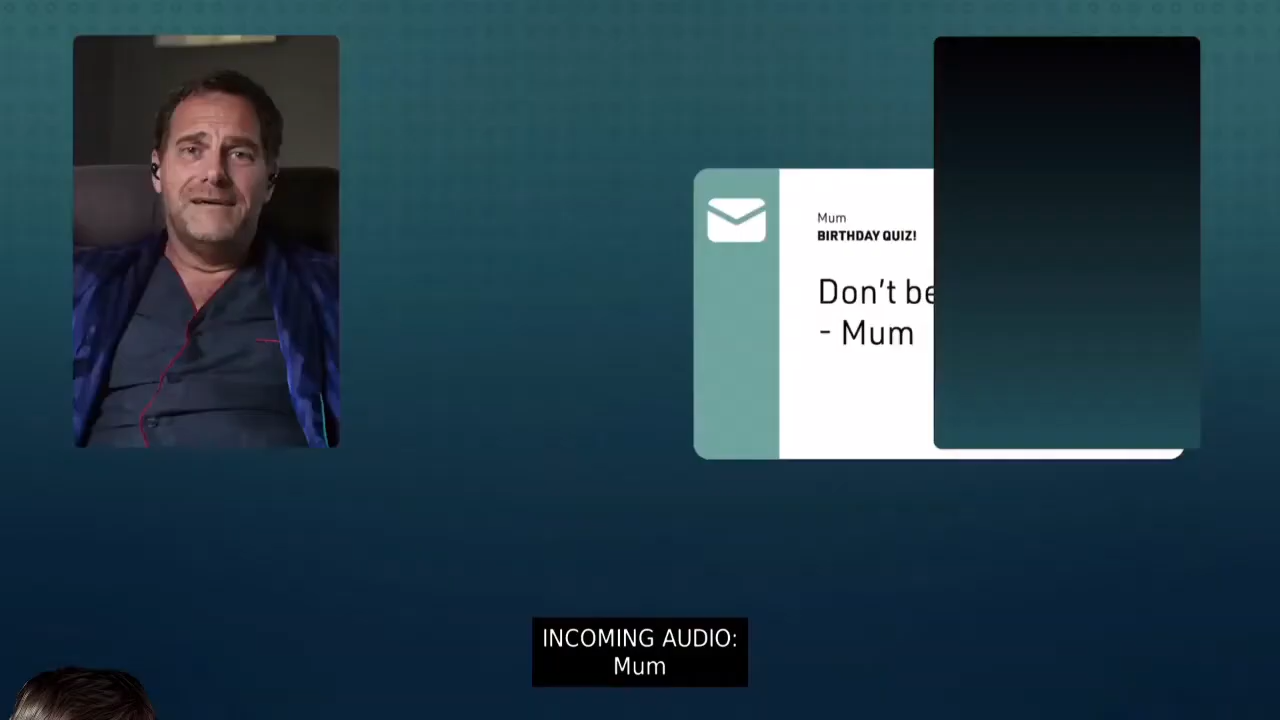 Mum
BIRTHDAY QUIZ!
Don't be
- Mum
INCOMING AUDIO:
Mum